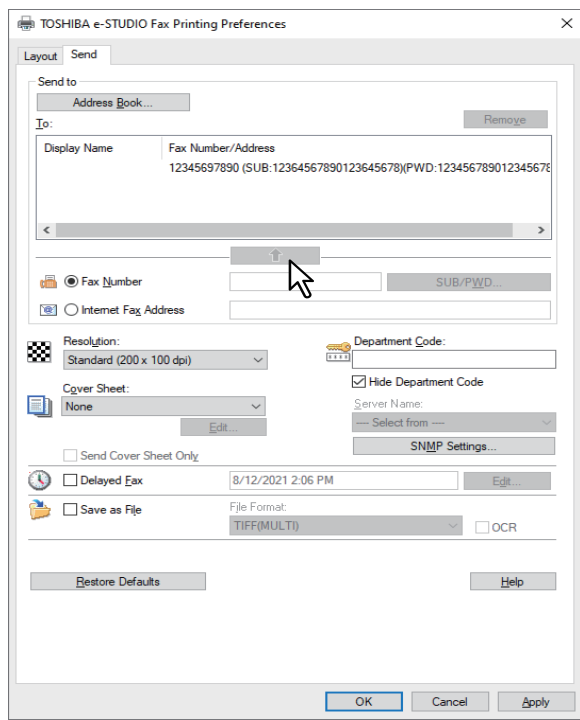 TOSHIBA e-STUDIO Fax Printing Preferences
Layout
Send
Send to
Address Book...
To:
Remove
Display Name
Fax Number/Address
12345697890 (SUB:12364567890123645678)(PWD:123456789012345678
Fax Number
SUB/PWD...
Internet Fax Address
Resolution:
Standard (200 x 100 dpi)
Department Code:
Hide Department Code
Cover Sheet:
None
Server Name:
---- Select from ----
Edit...
SNMP Settings...
Send Cover Sheet Only
Delayed Fax
8/12/2021 2:06 PM
Edit...
Save as File
File Format:
TIFF(MULTI)
OCR
Restore Defaults
Help
OK
Cancel
Apply